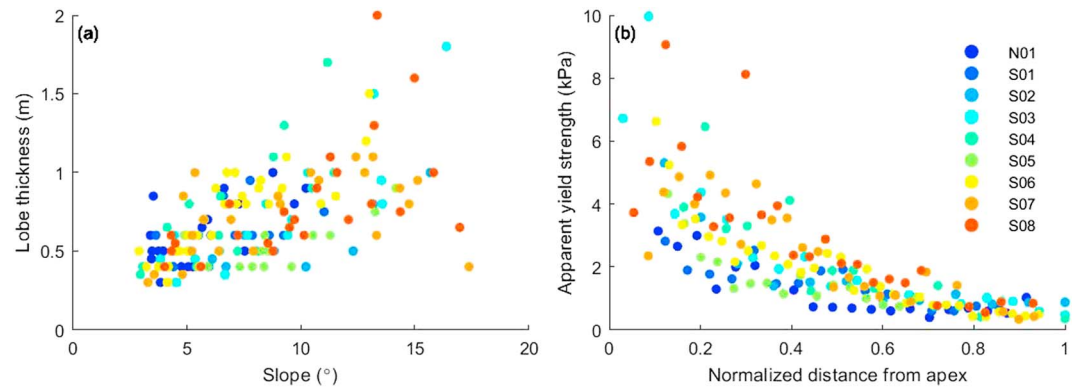 (a)
Lobe thickness (m)
2
1.5
1
0.5
0
0
5
10
15
20
Slope (°)
(b)
Apparent yield strength (kPa)
10
8
6
4
2
0
0
0.2
0.4
0.6
0.8
1
Normalized distance from apex
N01
S01
S02
S03
S04
S05
S06
S07
S08